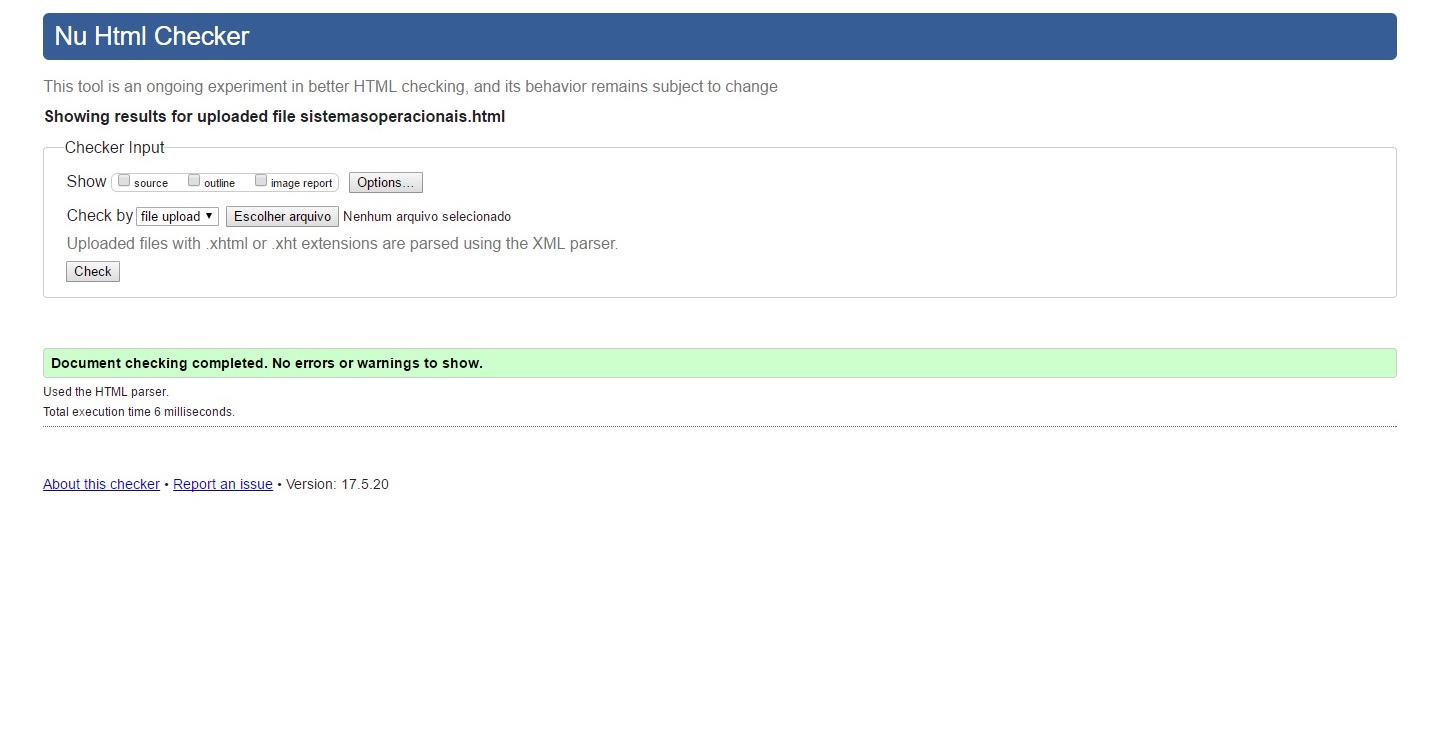 Nu Html Checker
This tool is an ongoing experiment in better HTML checking, and its behavior remains subject to change
Showing results for uploaded file sistemasoperacionais.html
Checker Input
Show source outline image report Options...
Check by file upload ▼ Escolher arquivo Nenhum arquivo selecionado
Uploaded files with .xhtml or .xht extensions are parsed using the XML parser.
Check
Document checking completed. No errors or warnings to show.
Used the HTML parser.
Total execution time 6 milliseconds.
About this checker • Report an issue • Version: 17.5.20